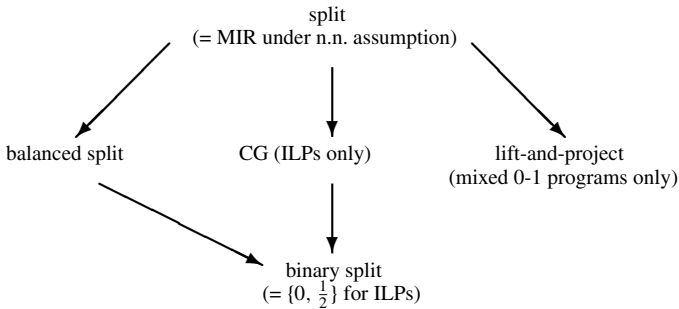 split
(= MIR under n.n. assumption)
balanced split
CG (ILPs only)
lift-and-project
(mixed 0-1 programs only)
binary split
(= {0, 1/2} for ILPs)